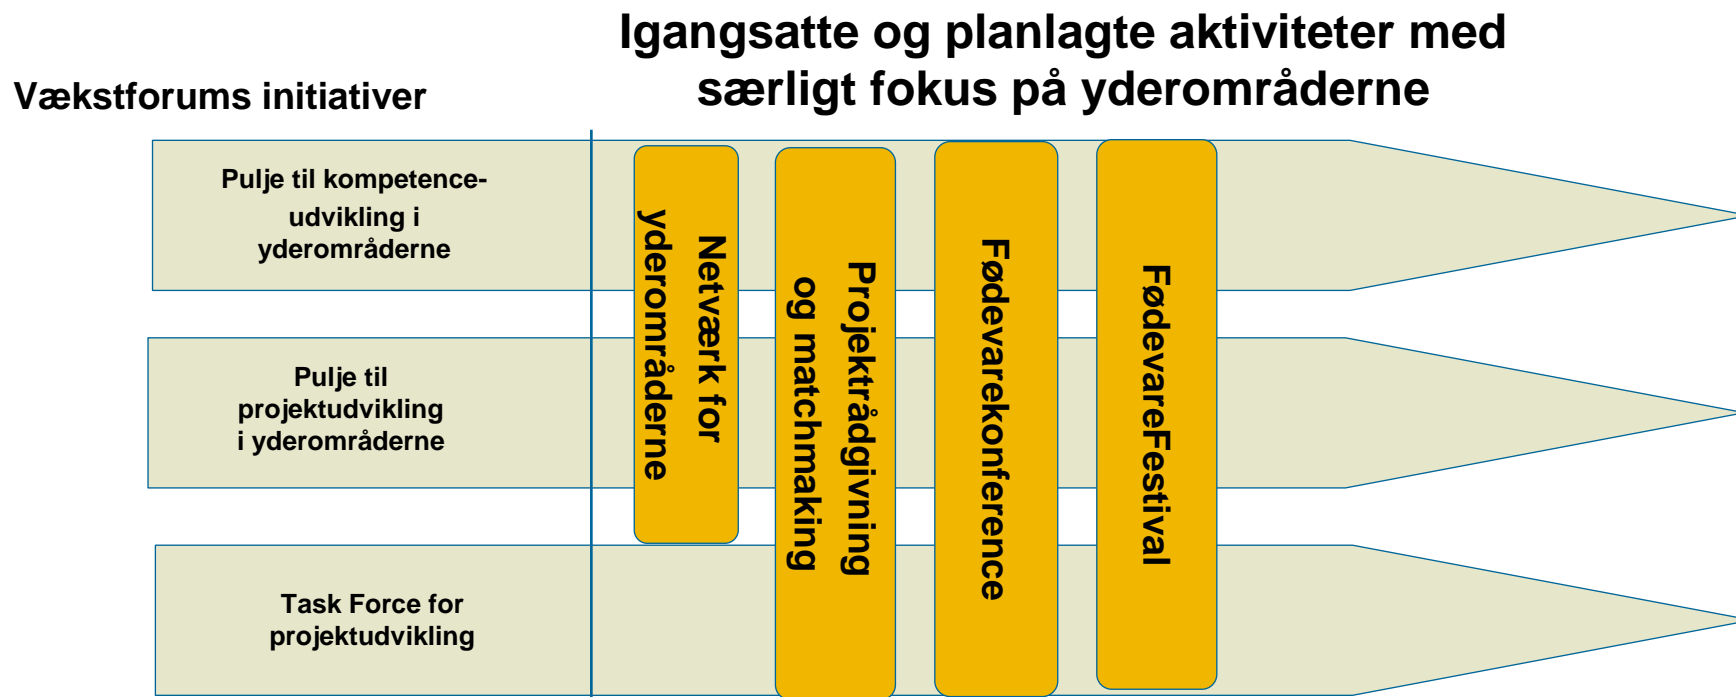 Igangsatte og planlagte aktiviteter med
særligt fokus på yderområderne
Vækstforums initiativer
Pulje til kompetence-
udvikling i
yderområderne
Pulje til
projektudvikling
i yderområderne
Task Force for
projektudvikling
Netværk for
yderområderne
Projektrådgivning
og matchmaking
Fødevarekonference
FødevareFestival